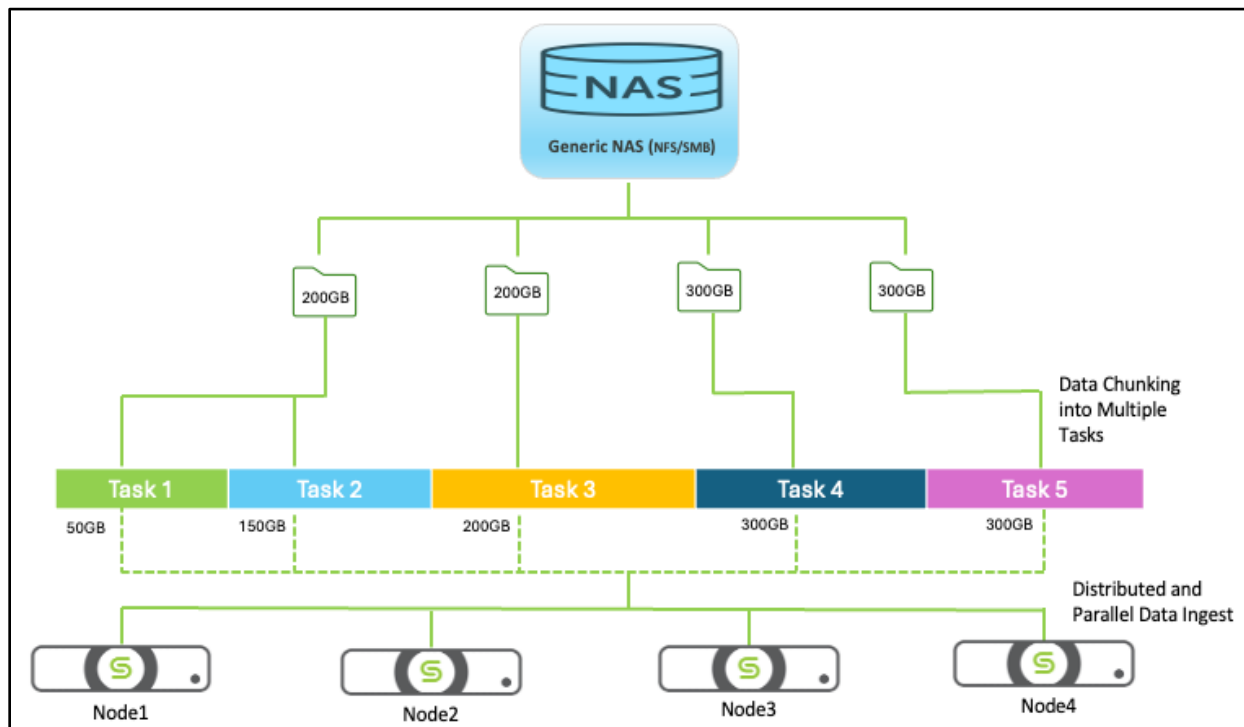 NAS
Generic NAS (NFS/SMB)
200GB
200GB
300GB
300GB
Data Chunking
into Multiple
Tasks
Task 1
Task 2
Task 3
Task 4
Task 5
50GB
150GB
200GB
300GB
300GB
Distributed and
Parallel Data Ingest
S
S
S
S
Node1
Node2
Node3
Node4